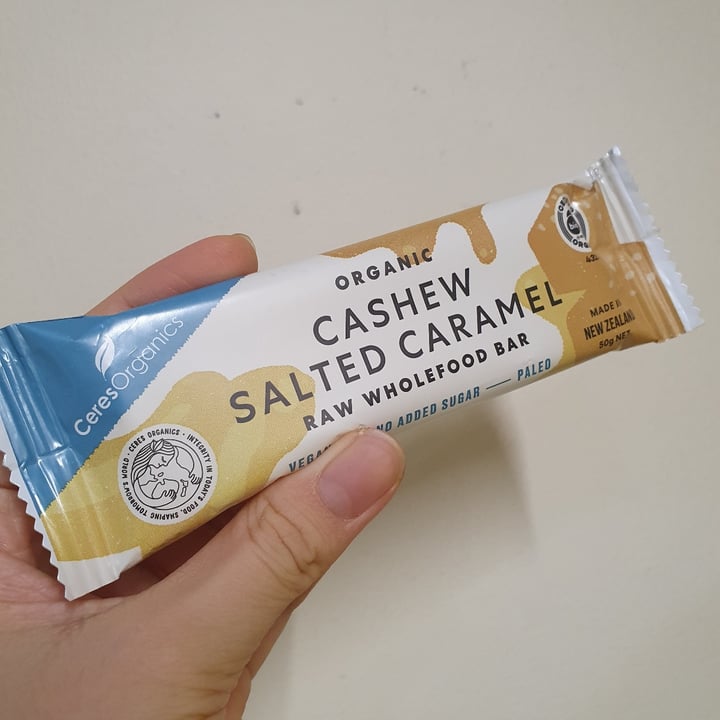 CeresOrganics
ORGANIC
CASHEW
SALTED CARAMEL
RAW WHOLEFOOD BAR
VEGAN NO ADDED SUGAR — PALEO
CERES ORGANICS • INTEGRITY IN TODAY'S FOOD, SHAPING TOMORROW'S WORLD •
MADE IN
NEW ZEALAND
50g NET